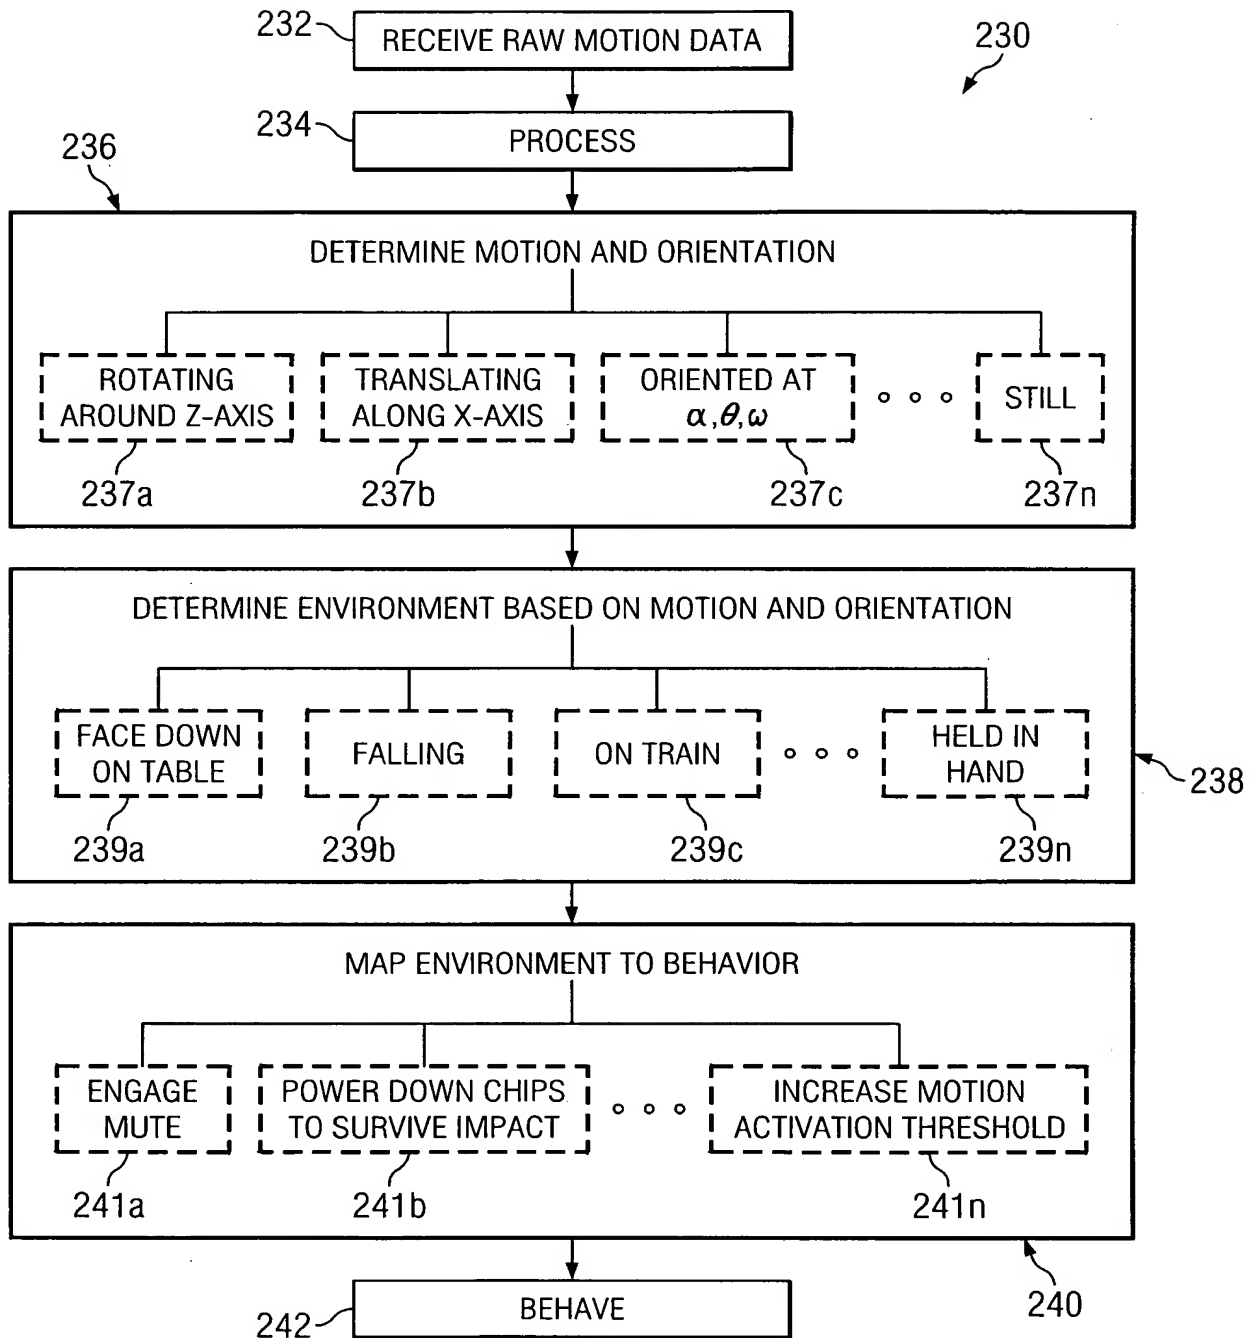 232
RECEIVE RAW MOTION DATA
230
234
PROCESS
236
DETERMINE MOTION AND ORIENTATION
ROTATING
AROUND Z-AXIS
TRANSLATING
ALONG X-AXIS
ORIENTED AT
α,θ,ω
STILL
237a
237b
237c
237n
DETERMINE ENVIRONMENT BASED ON MOTION AND ORIENTATION
FACE DOWN
ON TABLE
FALLING
ON TRAIN
HELD IN
HAND
238
239a
239b
239c
239n
MAP ENVIRONMENT TO BEHAVIOR
ENGAGE
MUTE
POWER DOWN CHIPS
TO SURVIVE IMPACT
INCREASE MOTION
ACTIVATION THRESHOLD
241a
241b
241n
240
242
BEHAVE